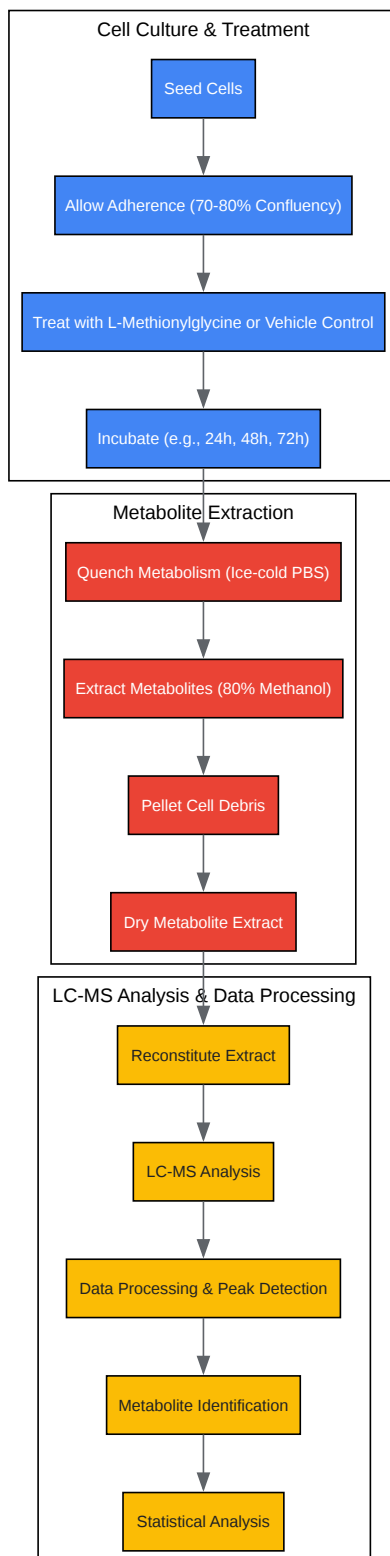 Cell Culture & Treatment
Seed Cells
Allow Adherence (70-80% Confluency)
Treat with L-Methionylglycine or Vehicle Control
Incubate (e.g., 24h, 48h, 72h)
Metabolite Extraction
Quench Metabolism (Ice-cold PBS)
Extract Metabolites (80% Methanol)
Pellet Cell Debris
Dry Metabolite Extract
LC-MS Analysis & Data Processing
Reconstitute Extract
LC-MS Analysis
Data Processing & Peak Detection
Metabolite Identification
Statistical Analysis